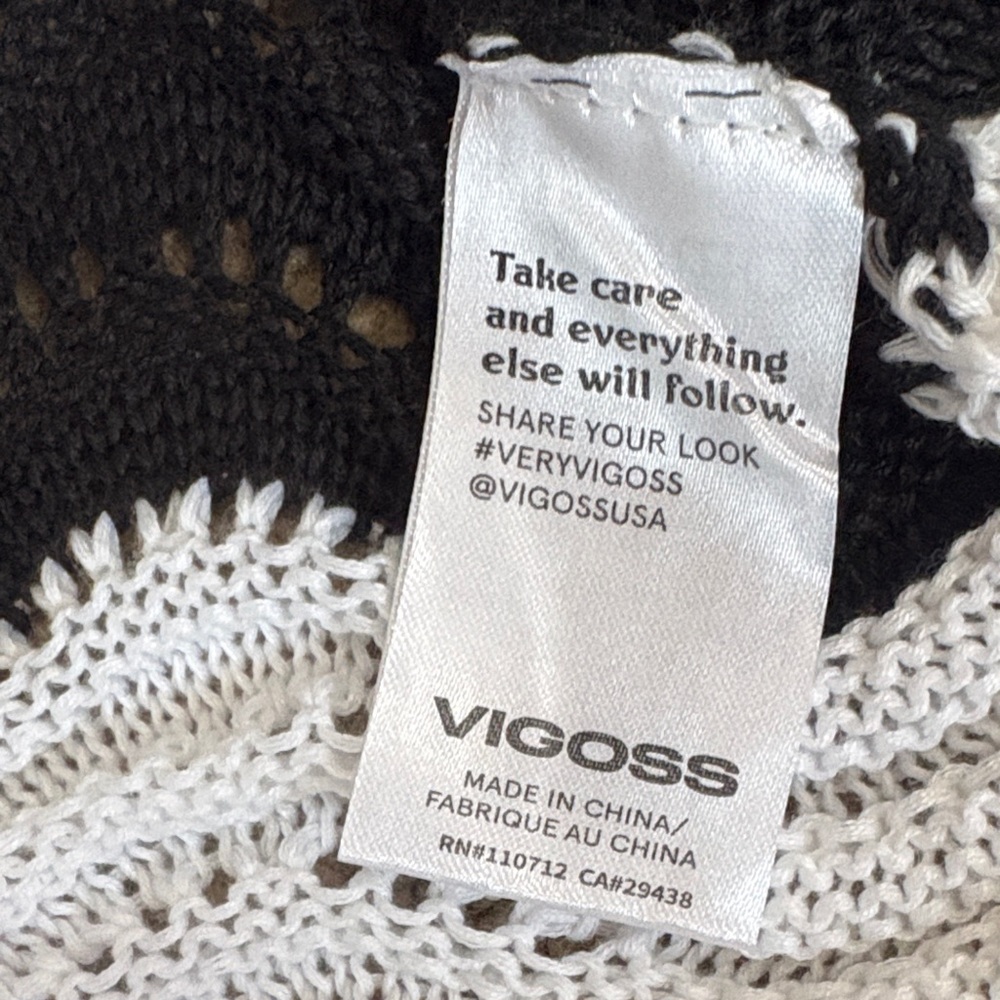 Take care
and everything
else will follow.
SHARE YOUR LOOK
#VERYVIGOSS
@VIGOSSUSA
VIGOSS
MADE IN CHINA/
FABRIQUE AU CHINA
RN#110712 CA#29438